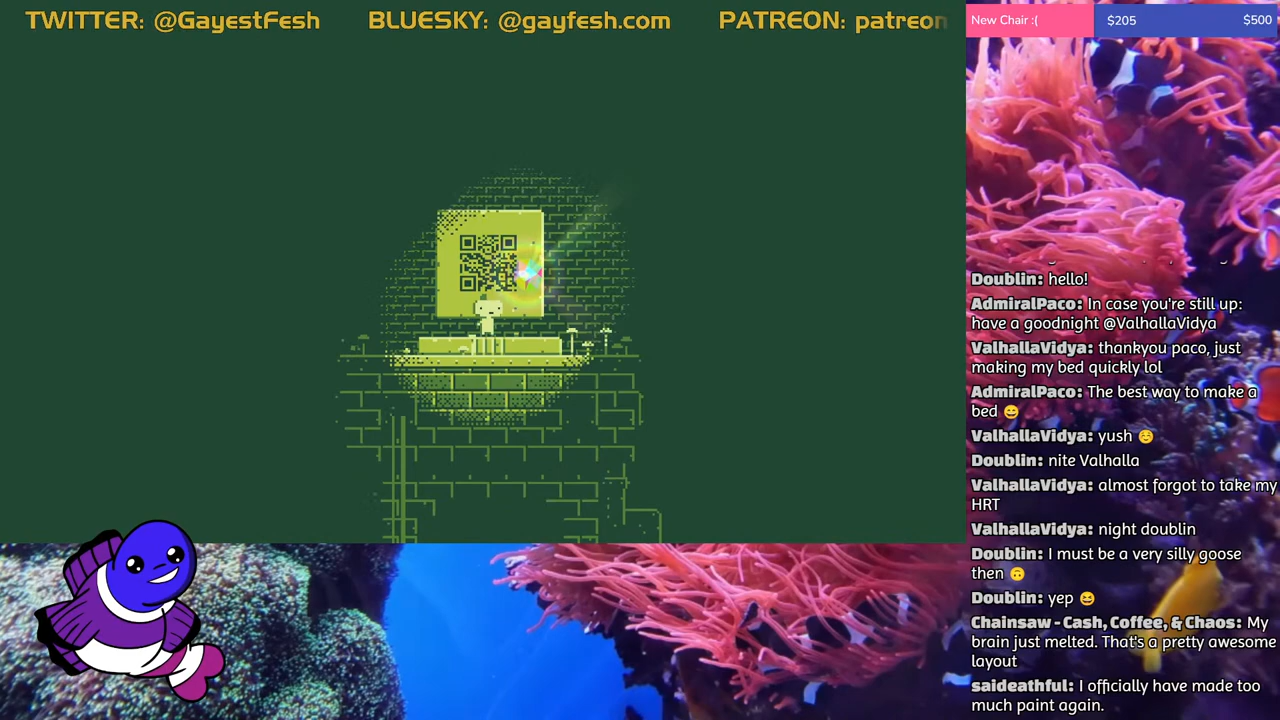 TWITTER: @GayestFesh BLUESKY: @gayfesh.com PATREON: patreon
New Chair :( $205 $500
Doublin: hello!
AdmiralPaco: In case you're still up:
have a goodnight @ValhallaVidya
ValhallaVidya: thankyou paco, just
making my bed quickly lol
AdmiralPaco: The best way to make a
bed 😄
ValhallaVidya: yush ☺️
Doublin: nite Valhalla
ValhallaVidya: almost forgot to take my
HRT
ValhallaVidya: night doublin
Doublin: I must be a very silly goose
then 🙃
Doublin: yep 😆
Chainsaw - Cash, Coffee, & Chaos: My
brain just melted. That's a pretty awesome
layout
saideathful: I officially have made too
much paint again.